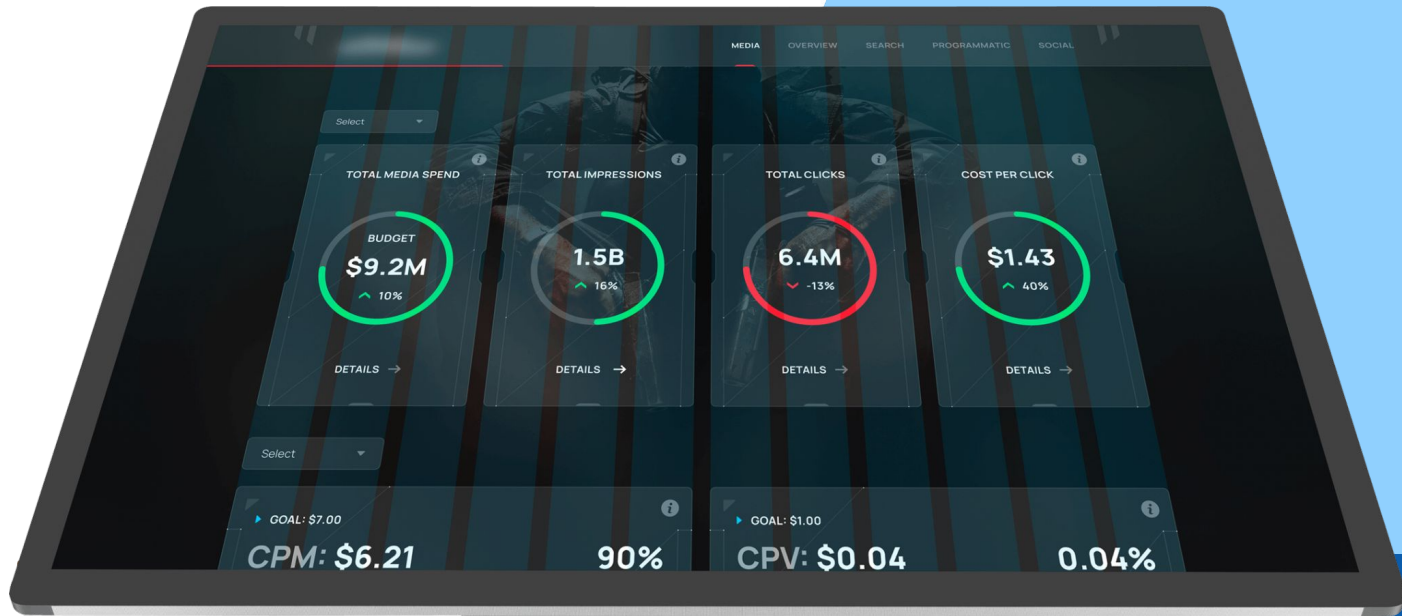 MEDIA OVERVIEW SEARCH PROGRAMMATIC SOCIAL
Select
TOTAL MEDIA SPEND
BUDGET
$9.2M
10%
DETAILS →
TOTAL IMPRESSIONS
1.5B
16%
DETAILS →
TOTAL CLICKS
6.4M
-13%
DETAILS →
COST PER CLICK
$1.43
40%
DETAILS →
Select
GOAL: $7.00
CPM: $6.21 90%
GOAL: $1.00
CPV: $0.04 0.04%